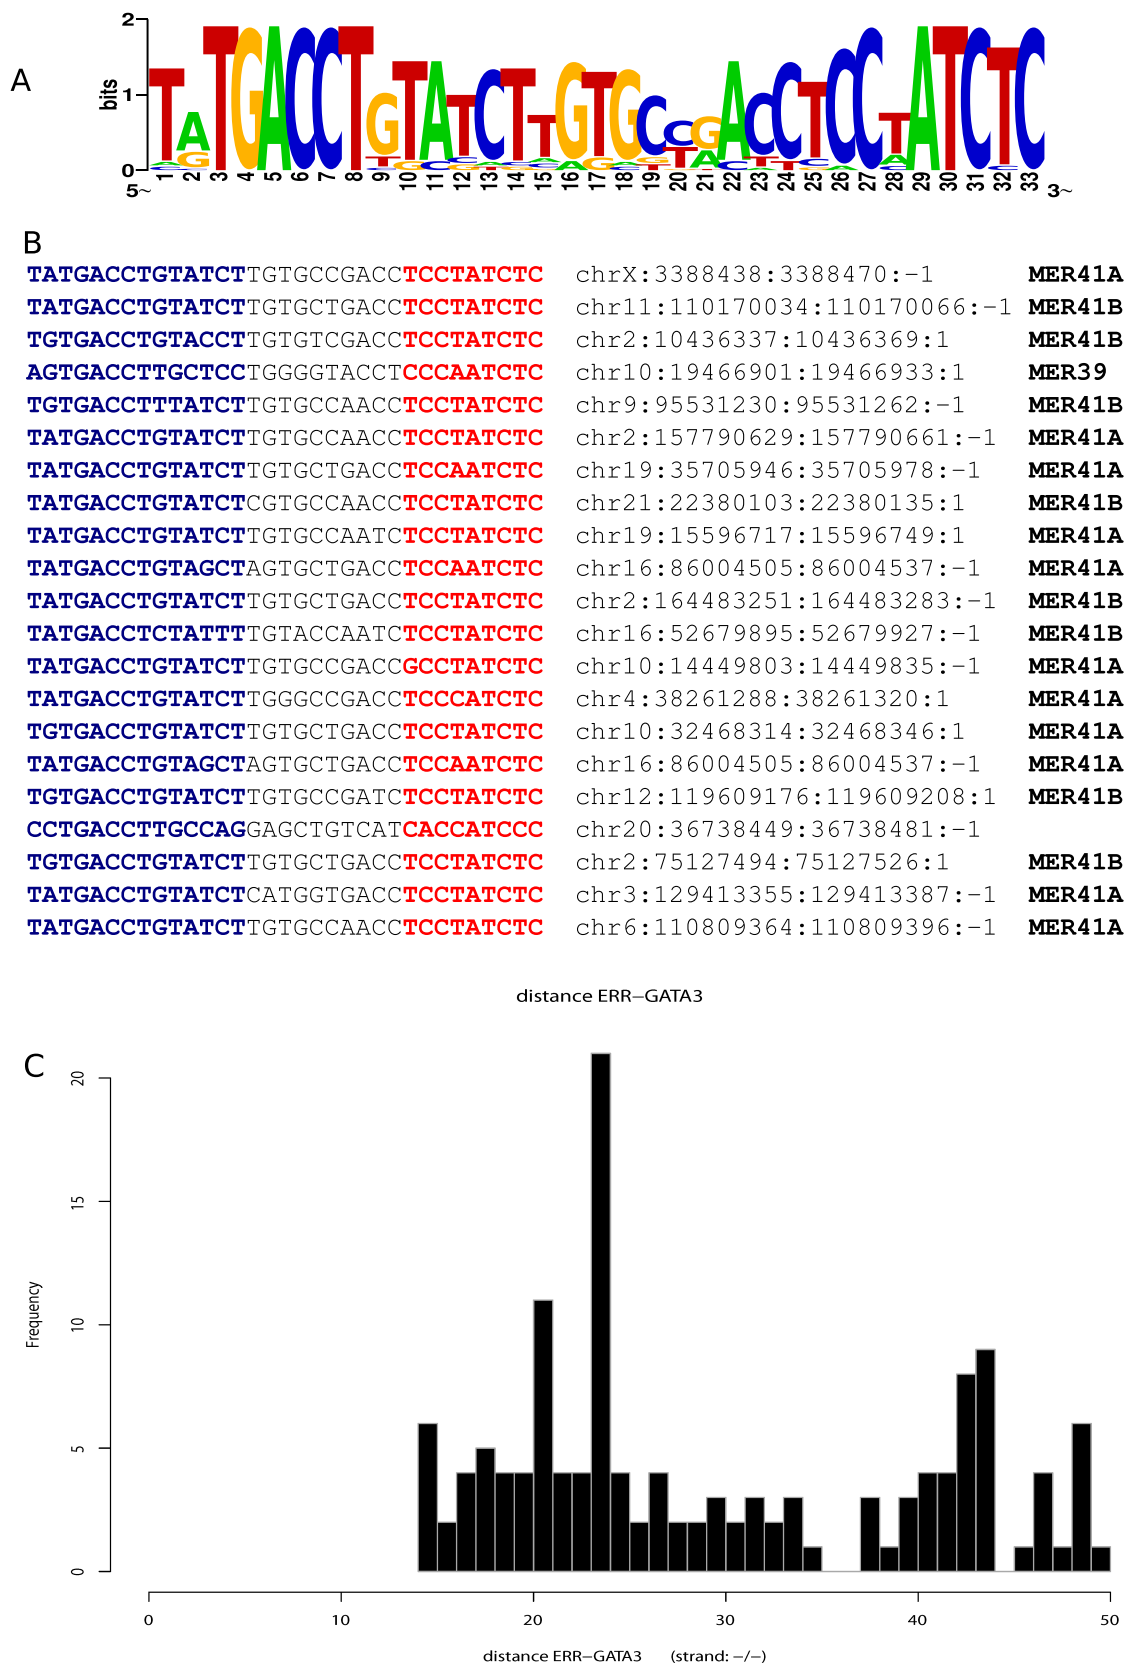 A
2
1
0
bits
5~
1 2 3 4 5 6 7 8 9 10 11 12 13 14 15 16 17 18 19 20 21 22 23 24 25 26 27 28 29 30 31 32 33
3~
B
TATGACCTGTATCTTGTGCCGACCTCCTATCTC chrX:3388438:3388470:−1 MER41A
TATGACCTGTATCTTGTGCTGACCTCCTATCTC chr11:110170034:110170066:−1 MER41B
TGTGACCTGTACCTTGTGTCGACCTCCTATCTC chr2:10436337:10436369:1 MER41B
AGTGACCTTGCTCCTGGGGTACCTCCCAATCTC chr10:19466901:19466933:1 MER39
TGTGACCTTTATCTTGTGCCAACCTCCTATCTC chr9:95531230:95531262:−1 MER41B
TATGACCTGTATCTTGTGCCAACCTCCTATCTC chr2:157790629:157790661:−1 MER41A
TATGACCTGTATCTTGTGCTGACCTCCAATCTC chr19:35705946:35705978:−1 MER41A
TATGACCTGTATCTCGTGCCAACCTCCTATCTC chr21:22380103:22380135:1 MER41B
TATGACCTGTATCTTGTGCCAATCTCCTATCTC chr19:15596717:15596749:1 MER41A
TATGACCTGTAGCTAGTGCTGACCTCCAATCTC chr16:86004505:86004537:−1 MER41A
TATGACCTGTATCTTGTGCTGACCTCCTATCTC chr2:164483251:164483283:−1 MER41B
TATGACCTCTATTTTGTACCAATCTCCTATCTC chr16:52679895:52679927:−1 MER41B
TATGACCTGTATCTTGTGCCGACCGCCTATCTC chr10:14449803:14449835:−1 MER41A
TATGACCTGTATCTTGGGCCGACCTCCCATCTC chr4:38261288:38261320:1 MER41A
TGTGACCTGTATCTTGTGCCGACCTCCTATCTC chr10:32468314:32468346:1 MER41A
TATGACCTGTAGCTAGTGCTGACCTCCAATCTC chr16:86004505:86004537:−1 MER41A
TGTGACCTGTATCTTGTGCCGATCTCCTATCTC chr12:119609176:119609208:1 MER41B
CCTGACCTTGCCAGGAGCTGTCATCACCATCCC chr20:36738449:36738481:−1
TGTGACCTGTATCTTGTGCTGACCTCCTATCTC chr2:75127494:75127526:1 MER41B
TATGACCTGTATCTCATGGTGACCTCCTATCTC chr3:129413355:129413387:−1 MER41A
TATGACCTGTATCTTGTGCCAACCTCCTATCTC chr6:110809364:110809396:−1 MER41A
distance ERR−GATA3
C
20
15
10
5
0
Frequency
0 10 20 30 40 50
distance ERR−GATA3 (strand: −/−)